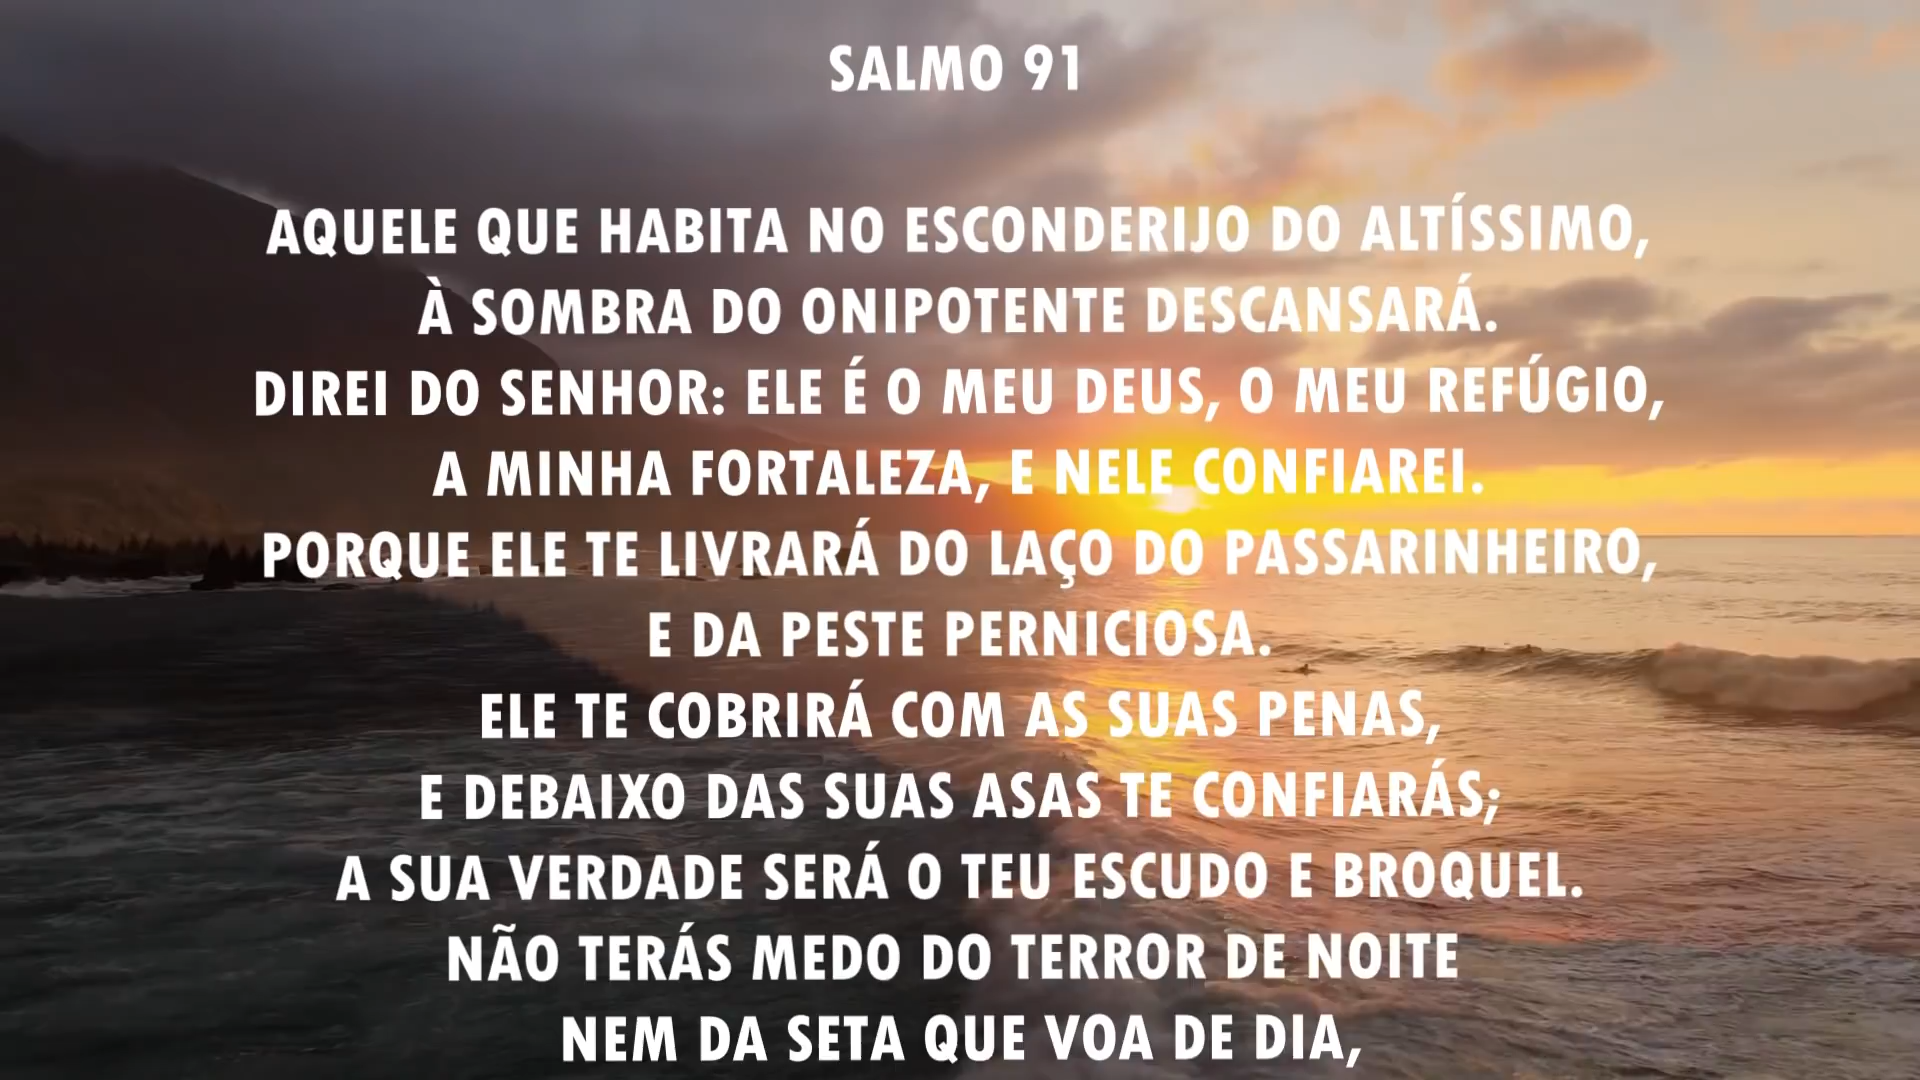 SALMO 91
AQUELE QUE HABITA NO ESCONDERIJO DO ALTÍSSIMO,
À SOMBRA DO ONIPOTENTE DESCANSARÁ.
DIREI DO SENHOR: ELE É O MEU DEUS, O MEU REFÚGIO,
A MINHA FORTALEZA, E NELE CONFIAREI.
PORQUE ELE TE LIVRARÁ DO LAÇO DO PASSARINHEIRO,
E DA PESTE PERNICIOSA.
ELE TE COBRIRÁ COM AS SUAS PENAS,
E DEBAIXO DAS SUAS ASAS TE CONFIARÁS;
A SUA VERDADE SERÁ O TEU ESCUDO E BROQUEL.
NÃO TERÁS MEDO DO TERROR DE NOITE
NEM DA SETA QUE VOA DE DIA,